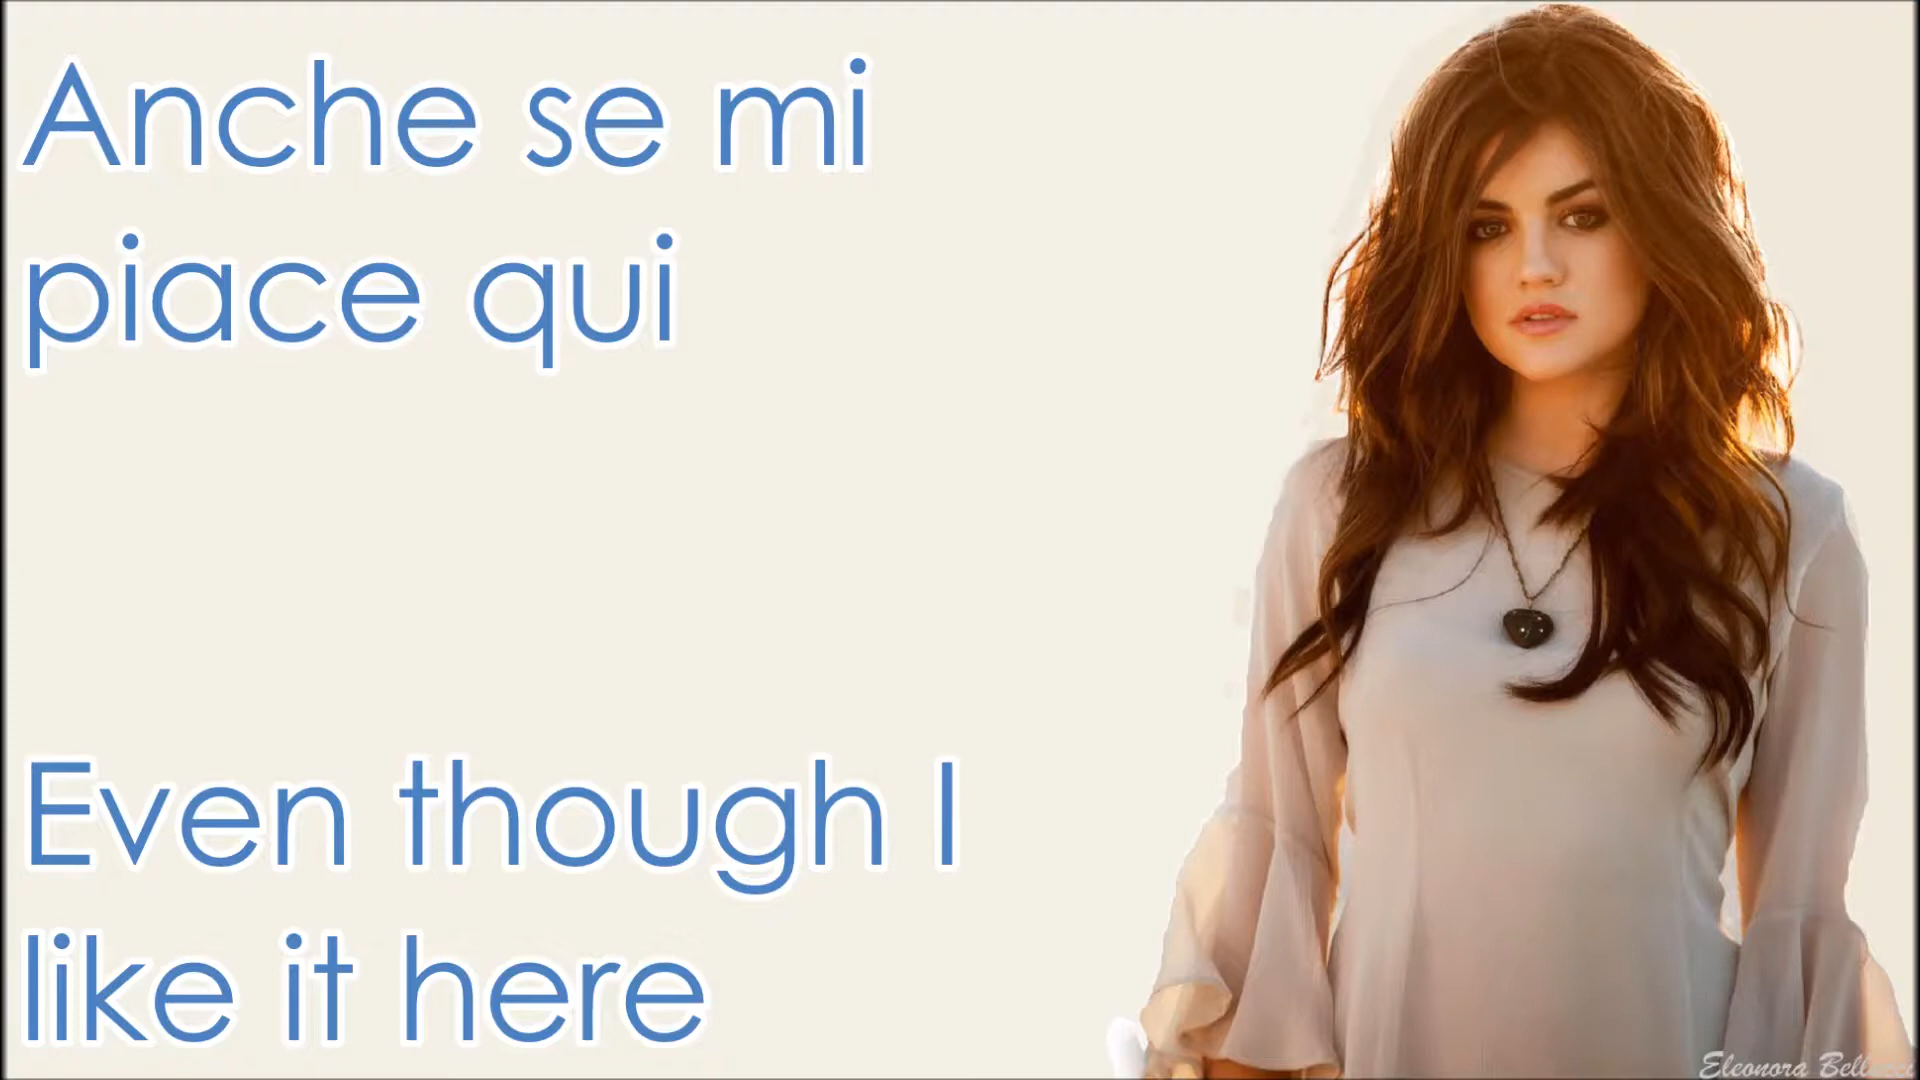 Anche se mi
piace qui
Even though I
like it here
Eleonora